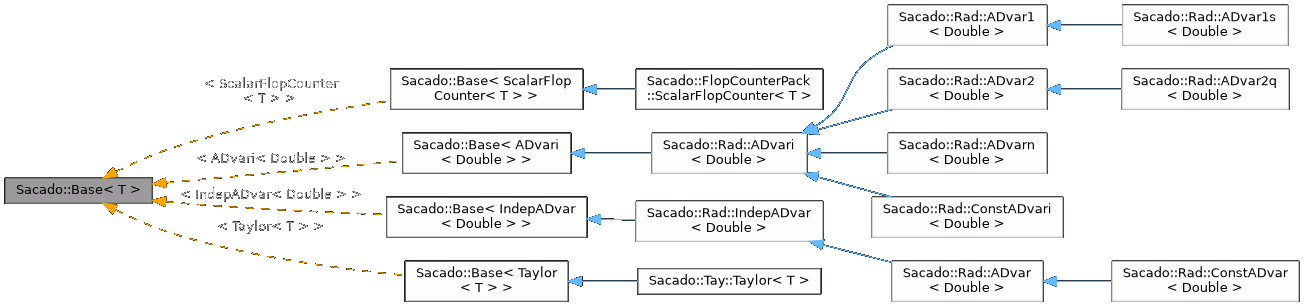 Sacado::Base< T >
< ScalarFlopCounter
< T > >
< ADvari< Double > >
< IndepADvar< Double > >
< Taylor< T > >
Sacado::Base< ScalarFlop
Counter< T > >
Sacado::Base< ADvari
< Double > >
Sacado::Base< IndepADvar
< Double > >
Sacado::Base< Taylor
< T > >
Sacado::FlopCounterPack
::ScalarFlopCounter< T >
Sacado::Rad::ADvari
< Double >
Sacado::Rad::IndepADvar
< Double >
Sacado::Tay::Taylor< T >
Sacado::Rad::ADvar1
< Double >
Sacado::Rad::ADvar2
< Double >
Sacado::Rad::ADvarn
< Double >
Sacado::Rad::ConstADvari
< Double >
Sacado::Rad::ADvar
< Double >
Sacado::Rad::ADvar1s
< Double >
Sacado::Rad::ADvar2q
< Double >
Sacado::Rad::ConstADvar
< Double >